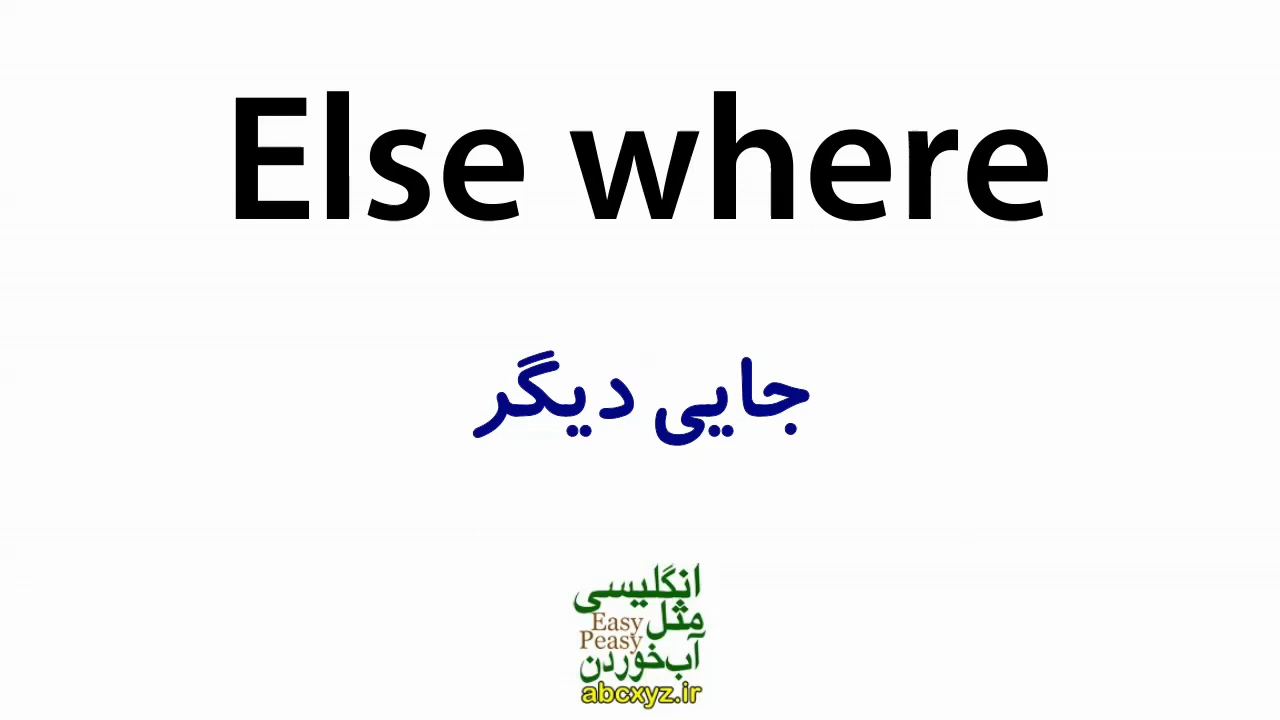 Else where
جایی دیگر
انگلیسی
مثل
Easy
Peasy
آب‌خوردن
abcxyz.ir